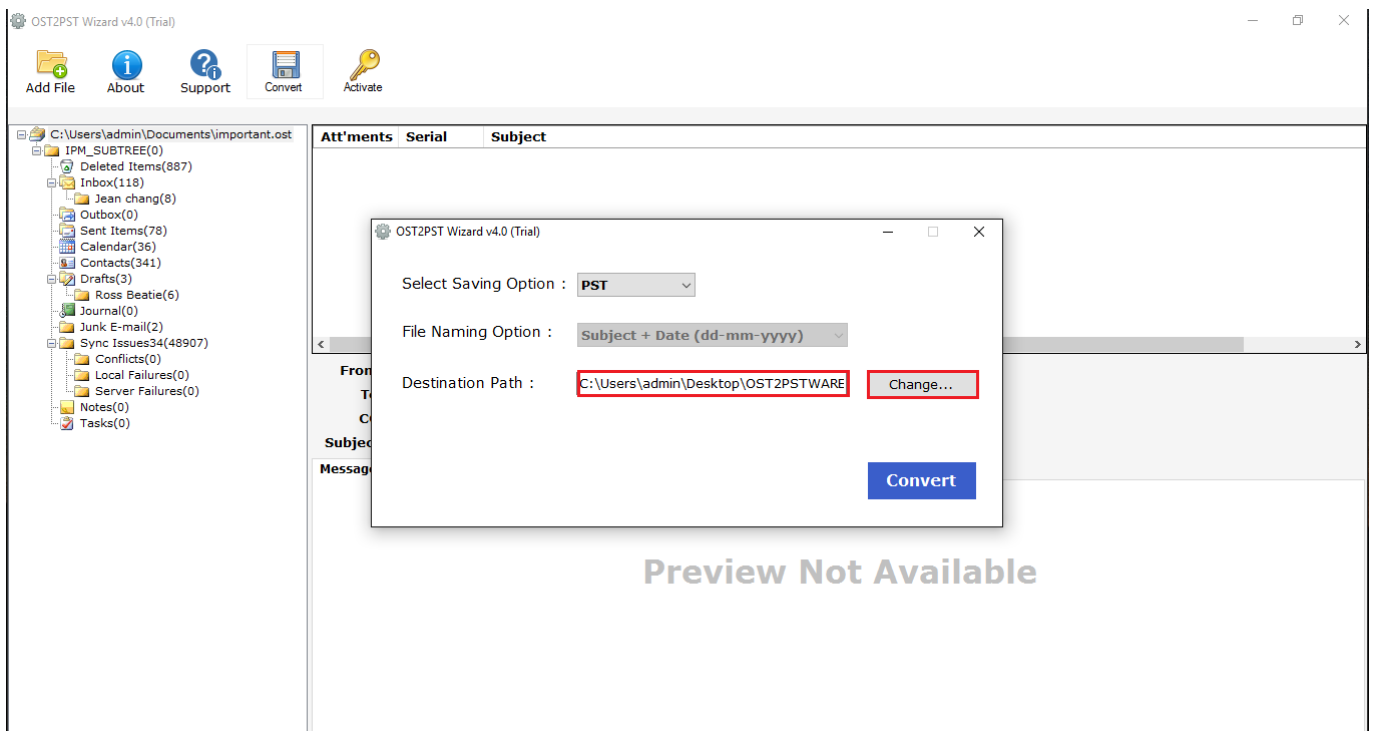 OST2PST Wizard v4.0 (Trial)
Add File
About
Support
Convert
Activate
C:\Users\admin\Documents\important.ost
IPM_SUBTREE(0)
Deleted Items(887)
Inbox(118)
Jean chang(8)
Outbox(0)
Sent Items(78)
Calendar(36)
Contacts(341)
Drafts(3)
Ross Beatie(6)
Journal(0)
Junk E-mail(2)
Sync Issues34(48907)
Conflicts(0)
Local Failures(0)
Server Failures(0)
Notes(0)
Tasks(0)
Att'ments Serial Subject
OST2PST Wizard v4.0 (Trial)
Select Saving Option : PST
File Naming Option : Subject + Date (dd-mm-yyyy)
Destination Path : C:\Users\admin\Desktop\OST2PSTWARE Change...
Convert
Preview Not Available